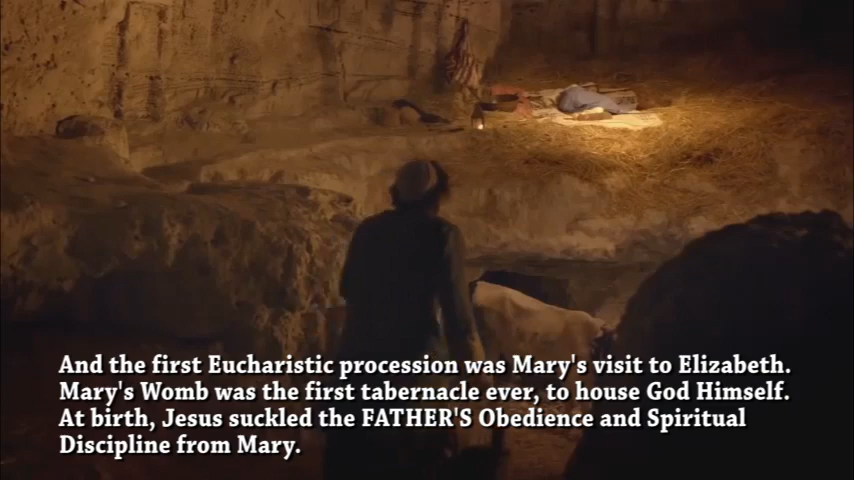 And the first Eucharistic procession was Mary's visit to Elizabeth.
Mary's Womb was the first tabernacle ever, to house God Himself.
At birth, Jesus suckled the FATHER'S Obedience and Spiritual
Discipline from Mary.